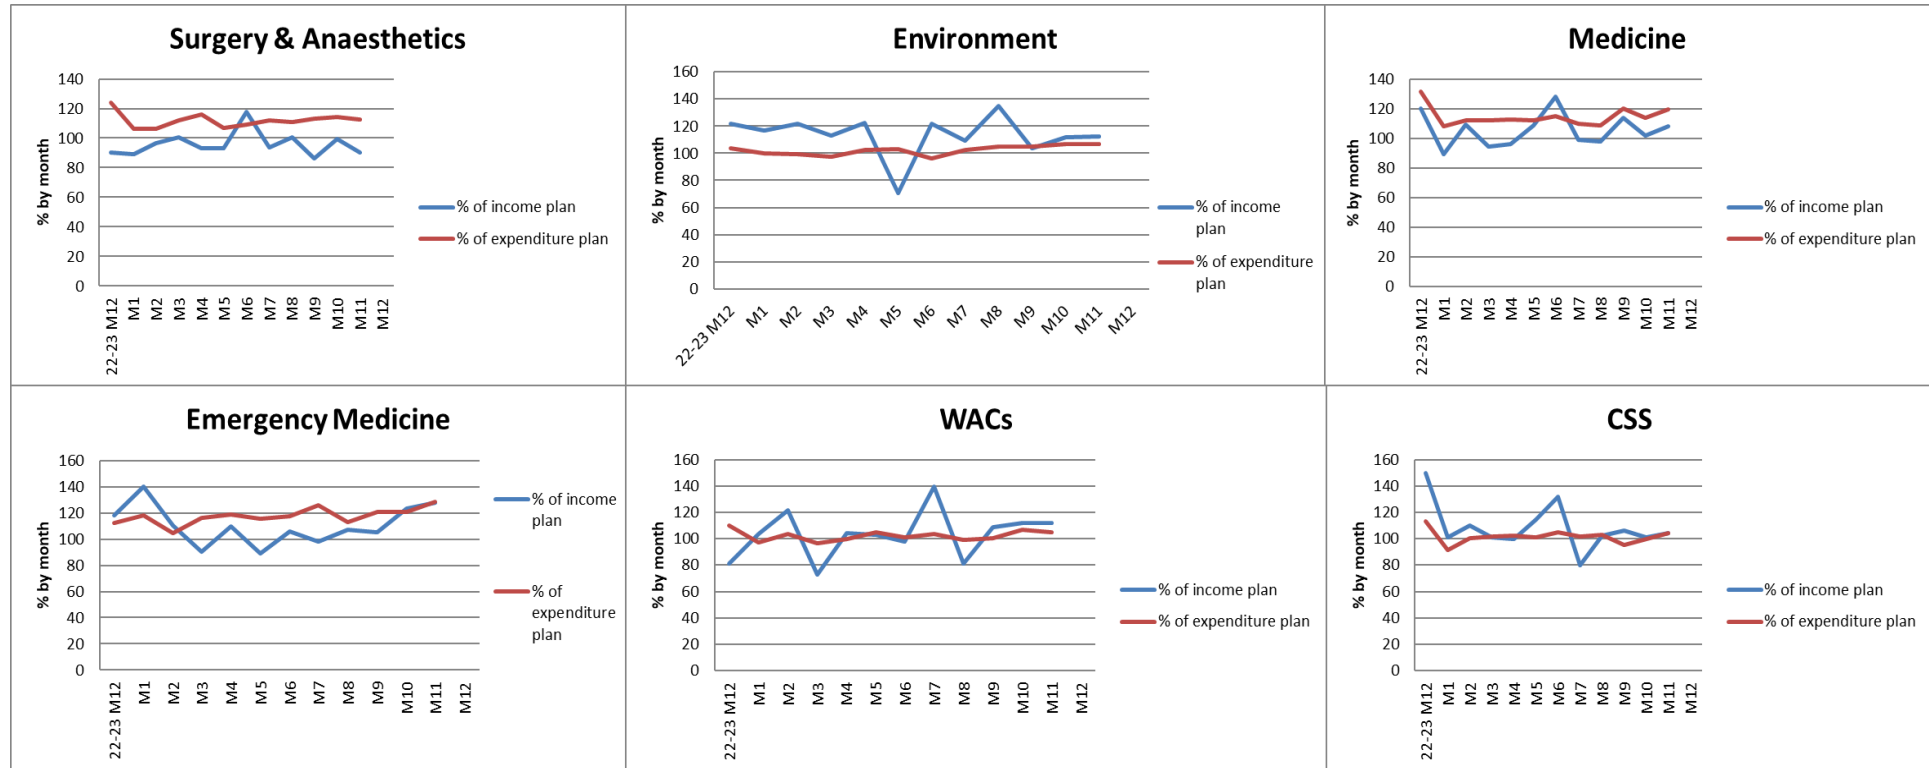 Surgery & Anaesthetics
140
120
100
80
60
40
20
0
% by month
22-23 M12
M1
M2
M3
M4
M5
M6
M7
M8
M9
M10
M11
M12
% of income plan
% of expenditure plan
Environment
160
140
120
100
80
60
40
20
0
% by month
22-23 M12
M1
M2
M3
M4
M5
M6
M7
M8
M9
M10
M11
M12
% of income
plan
% of expenditure
plan
Medicine
140
120
100
80
60
40
20
0
% by month
22-23 M12
M1
M2
M3
M4
M5
M6
M7
M8
M9
M10
M11
M12
% of income plan
% of expenditure plan
Emergency Medicine
160
140
120
100
80
60
40
20
0
% by month
22-23 M12
M1
M2
M3
M4
M5
M6
M7
M8
M9
M10
M11
M12
% of income
plan
% of
expenditure
plan
WACs
160
140
120
100
80
60
40
20
0
% by month
22-23 M12
M1
M2
M3
M4
M5
M6
M7
M8
M9
M10
M11
M12
% of income plan
% of expenditure plan
CSS
160
140
120
100
80
60
40
20
0
% by month
22-23 M12
M1
M2
M3
M4
M5
M6
M7
M8
M9
M10
M11
M12
% of income plan
% of expenditure plan